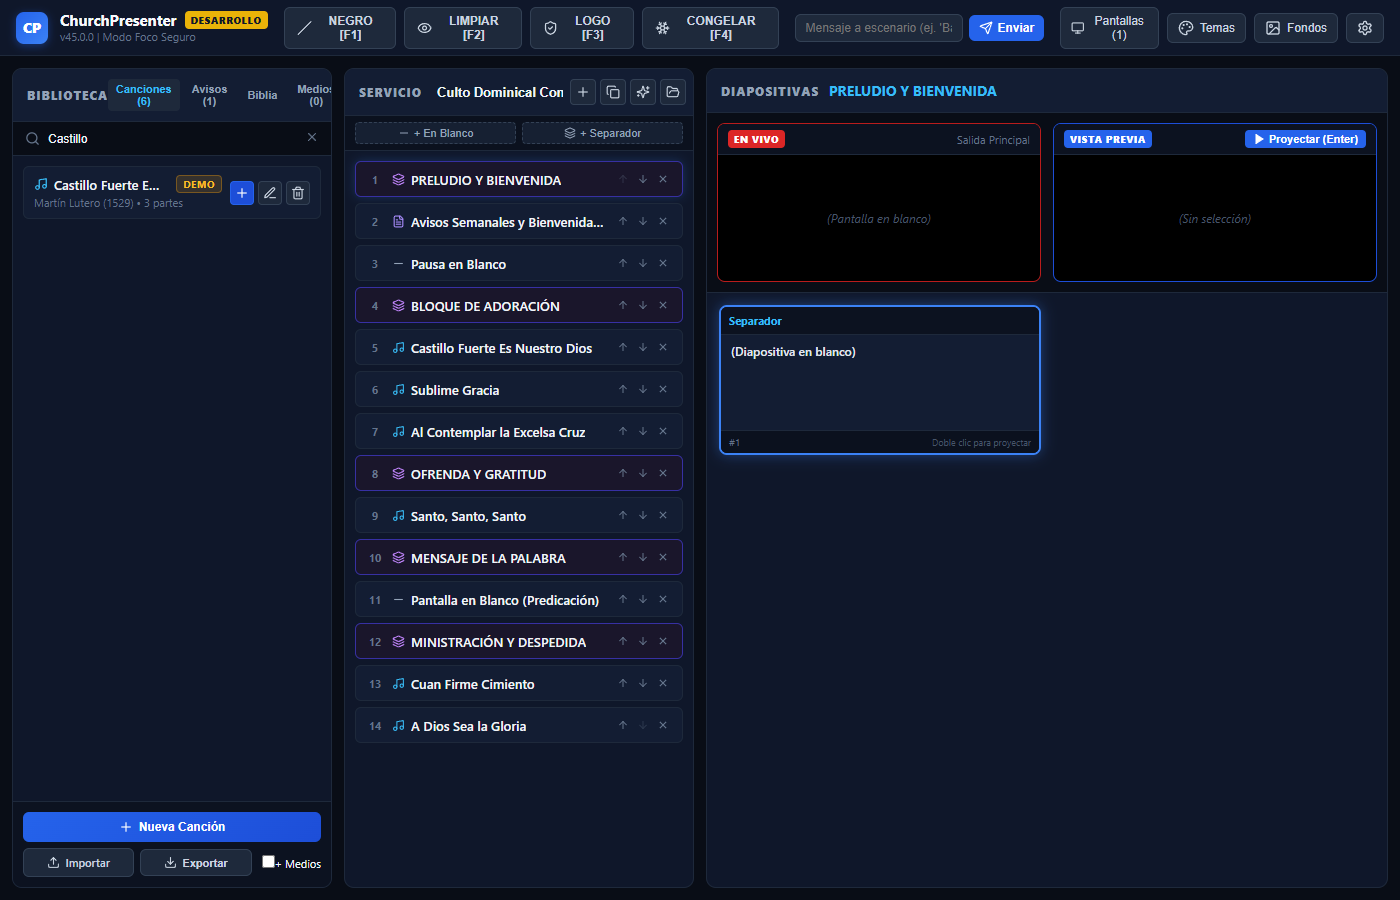 CP
ChurchPresenter DESARROLLO
v45.0.0 | Modo Foco Seguro
NEGRO
[F1]
LIMPIAR
[F2]
LOGO
[F3]
CONGELAR
[F4]
Mensaje a escenario (ej. 'Ba
Enviar
Pantallas
(1)
Temas
Fondos
BIBLIOTECA
Canciones
(6)
Avisos
(1)
Biblia
Medios
(0)
Castillo
Castillo Fuerte E... DEMO
Martín Lutero (1529) • 3 partes
Nueva Canción
Importar
Exportar
+ Medios
SERVICIO Culto Dominical Con
+ En Blanco
+ Separador
1 PRELUDIO Y BIENVENIDA
2 Avisos Semanales y Bienvenida...
3 Pausa en Blanco
4 BLOQUE DE ADORACIÓN
5 Castillo Fuerte Es Nuestro Dios
6 Sublime Gracia
7 Al Contemplar la Excelsa Cruz
8 OFRENDA Y GRATITUD
9 Santo, Santo, Santo
10 MENSAJE DE LA PALABRA
11 Pantalla en Blanco (Predicación)
12 MINISTRACIÓN Y DESPEDIDA
13 Cuan Firme Cimiento
14 A Dios Sea la Gloria
DIAPOSITIVAS PRELUDIO Y BIENVENIDA
EN VIVO Salida Principal
(Pantalla en blanco)
VISTA PREVIA Proyectar (Enter)
(Sin selección)
Separador
(Diapositiva en blanco)
#1 Doble clic para proyectar